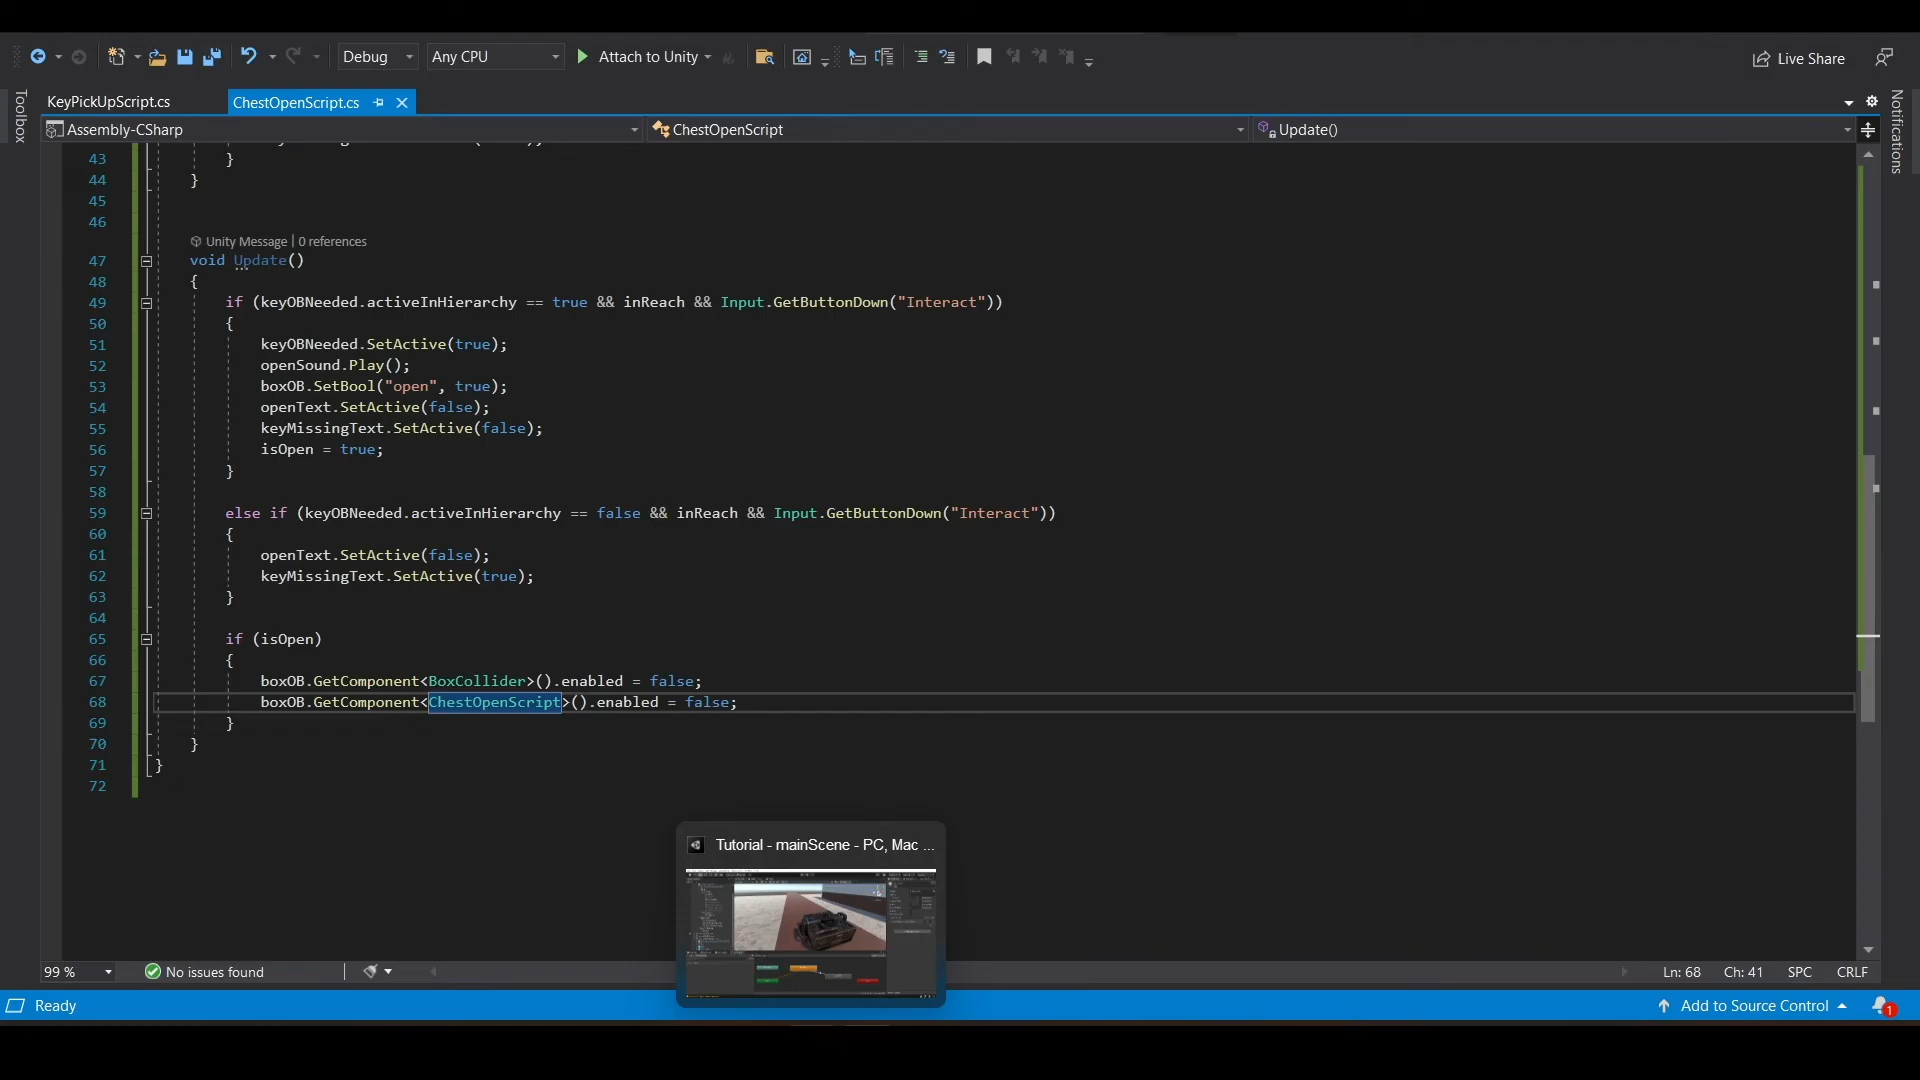 Debug
Any CPU
Attach to Unity
Live Share
Toolbox
KeyPickUpScript.cs
ChestOpenScript.cs
Notifications
Assembly-CSharp
ChestOpenScript
Update()
43 }
44 }
45
46
Unity Message | 0 references
47 void Update()
48 {
49 if (keyOBNeeded.activeInHierarchy == true && inReach && Input.GetButtonDown("Interact"))
50 {
51 keyOBNeeded.SetActive(true);
52 openSound.Play();
53 boxOB.SetBool("open", true);
54 openText.SetActive(false);
55 keyMissingText.SetActive(false);
56 isOpen = true;
57 }
58
59 else if (keyOBNeeded.activeInHierarchy == false && inReach && Input.GetButtonDown("Interact"))
60 {
61 openText.SetActive(false);
62 keyMissingText.SetActive(true);
63 }
64
65 if (isOpen)
66 {
67 boxOB.GetComponent<BoxCollider>().enabled = false;
68 boxOB.GetComponent<ChestOpenScript>().enabled = false;
69 }
70 }
71 }
72
Tutorial - mainScene - PC, Mac ...
99 %
No issues found
Ln: 68
Ch: 41
SPC
CRLF
Ready
Add to Source Control
1